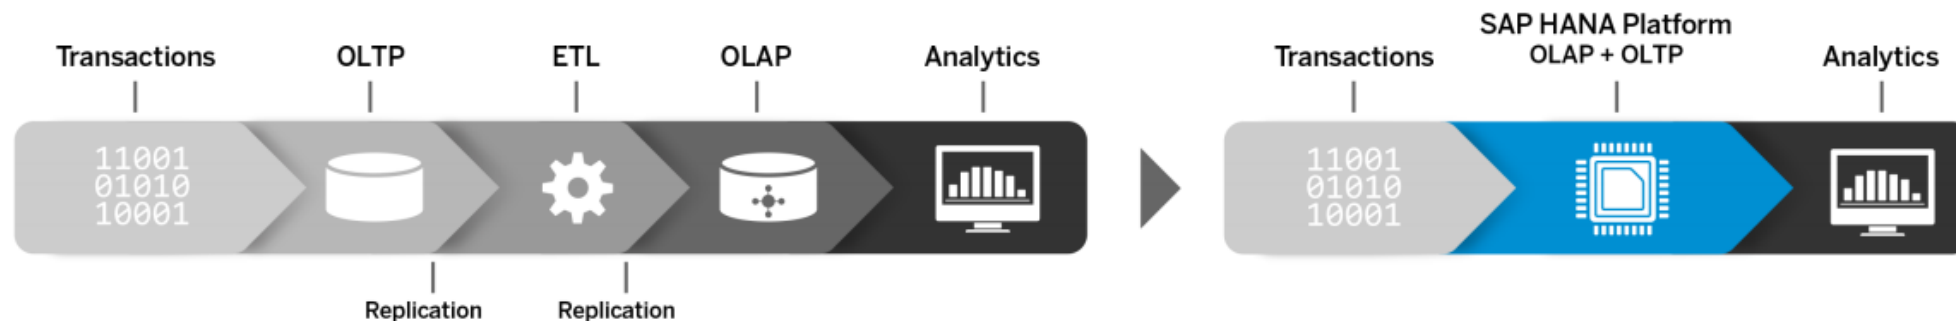 Transactions
OLTP
ETL
OLAP
Analytics
11001
01010
10001
Replication
Replication
Transactions
SAP HANA Platform
OLAP + OLTP
Analytics
11001
01010
10001